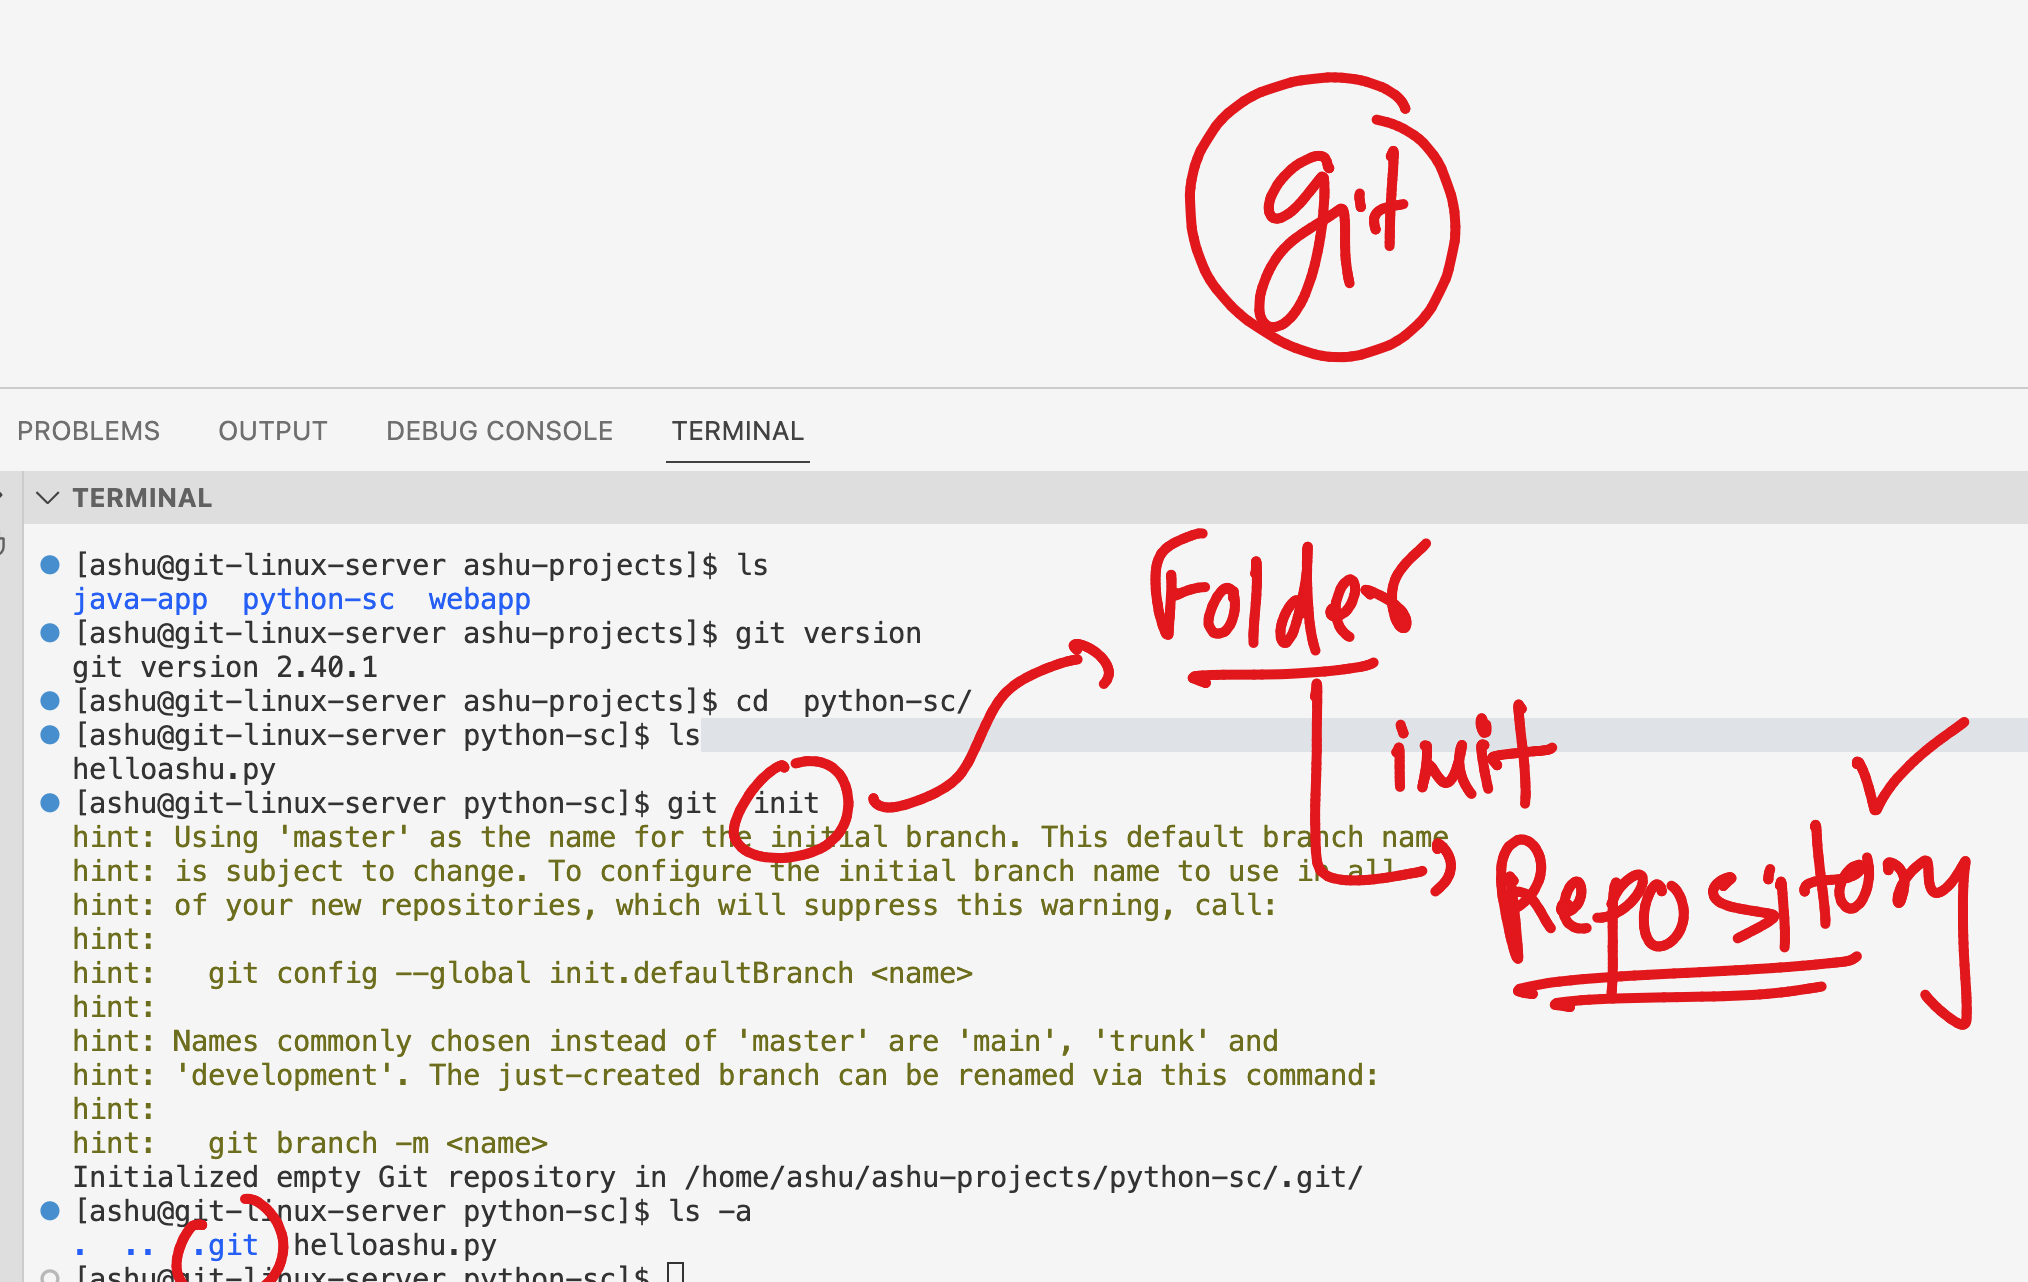 git
PROBLEMS OUTPUT DEBUG CONSOLE TERMINAL
TERMINAL
[ashu@git-linux-server ashu-projects]$ ls
java-app  python-sc  webapp
[ashu@git-linux-server ashu-projects]$ git version
git version 2.40.1
[ashu@git-linux-server ashu-projects]$ cd  python-sc/
[ashu@git-linux-server python-sc]$ ls
helloashu.py
[ashu@git-linux-server python-sc]$ git  init
hint: Using 'master' as the name for the initial branch. This default branch name
hint: is subject to change. To configure the initial branch name to use in all
hint: of your new repositories, which will suppress this warning, call:
hint:
hint:   git config --global init.defaultBranch <name>
hint:
hint: Names commonly chosen instead of 'master' are 'main', 'trunk' and
hint: 'development'. The just-created branch can be renamed via this command:
hint:
hint:   git branch -m <name>
Initialized empty Git repository in /home/ashu/ashu-projects/python-sc/.git/
[ashu@git-linux-server python-sc]$ ls -a
.  ..  .git  helloashu.py
[ashu@git-linux-server python-sc]$
Folder
init
Repository